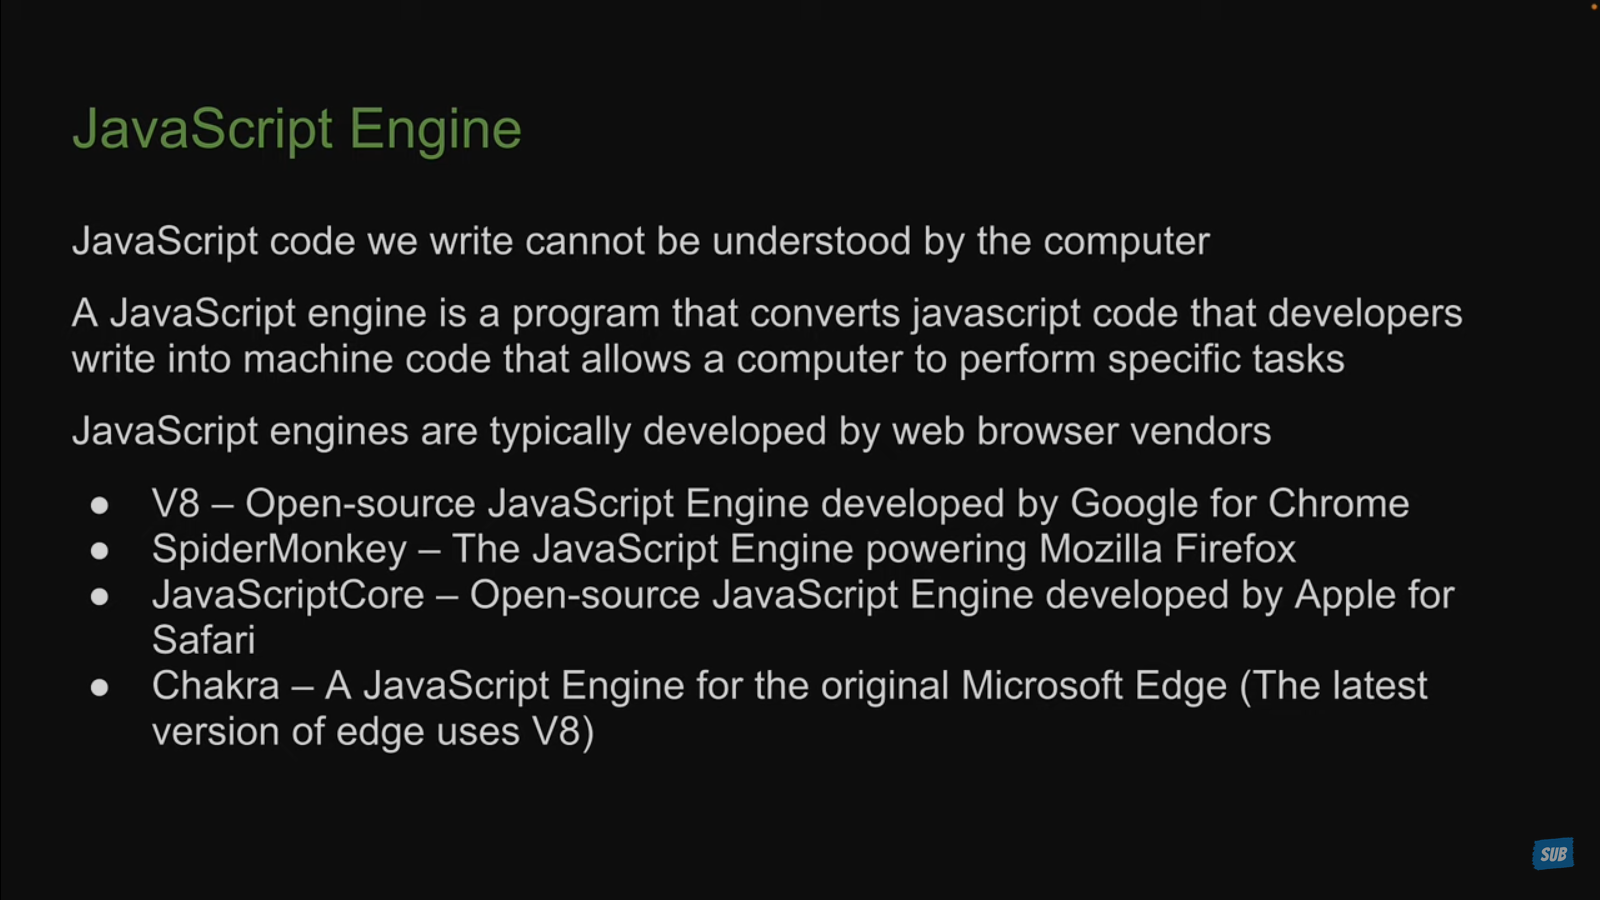 JavaScript Engine
JavaScript code we write cannot be understood by the computer
A JavaScript engine is a program that converts javascript code that developers
write into machine code that allows a computer to perform specific tasks
JavaScript engines are typically developed by web browser vendors
● V8 – Open-source JavaScript Engine developed by Google for Chrome
● SpiderMonkey – The JavaScript Engine powering Mozilla Firefox
● JavaScriptCore – Open-source JavaScript Engine developed by Apple for
Safari
● Chakra – A JavaScript Engine for the original Microsoft Edge (The latest
version of edge uses V8)
SUB